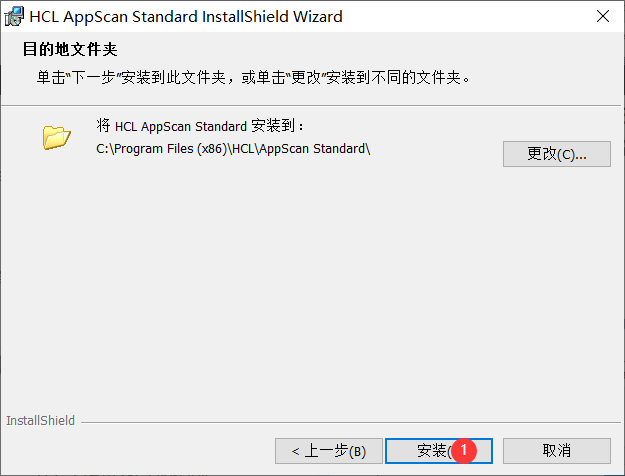 HCL AppScan Standard InstallShield Wizard
目的地文件夹
单击“下一步”安装到此文件夹，或单击“更改”安装到不同的文件夹。
将 HCL AppScan Standard 安装到：
C:\Program Files (x86)\HCL\AppScan Standard\
更改(C)...
InstallShield
< 上一步(B)
安装(
1
取消